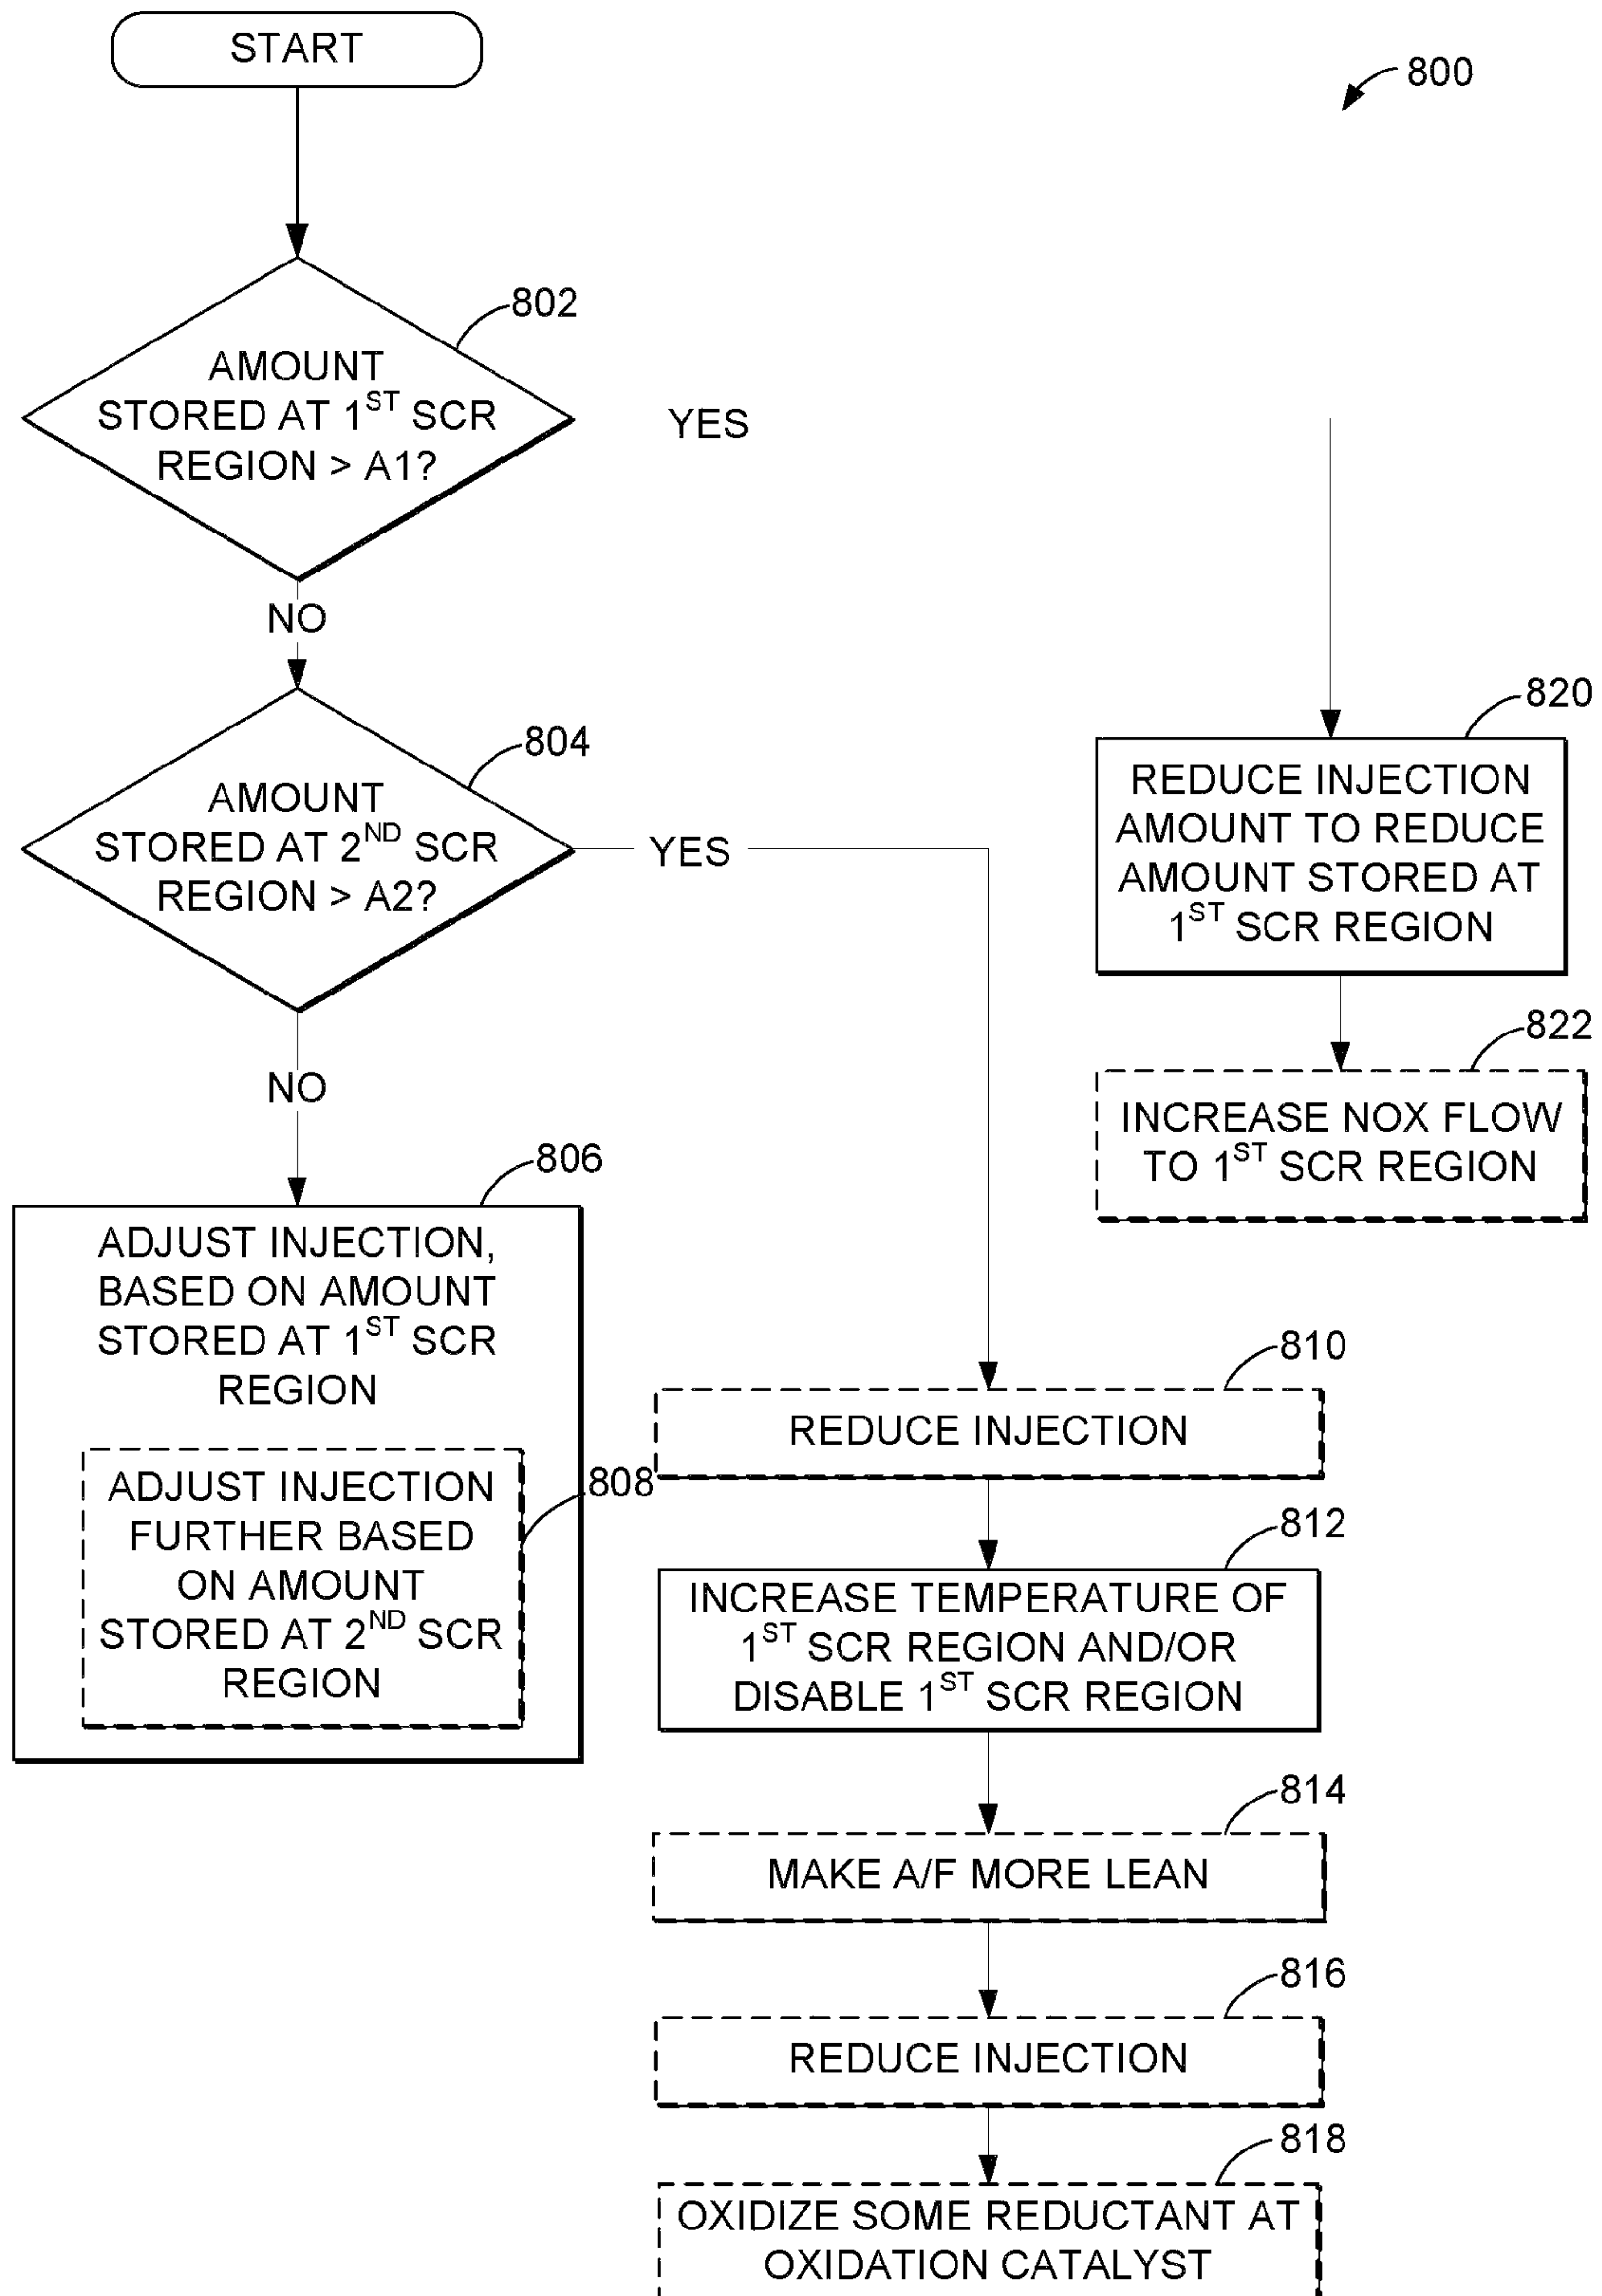 START
800
802
AMOUNT
STORED AT 1ST SCR
REGION > A1?
YES
NO
804
AMOUNT
STORED AT 2ND SCR
REGION > A2?
YES
NO
820
REDUCE INJECTION
AMOUNT TO REDUCE
AMOUNT STORED AT
1ST SCR REGION
822
INCREASE NOX FLOW
TO 1ST SCR REGION
806
ADJUST INJECTION,
BASED ON AMOUNT
STORED AT 1ST SCR
REGION
808
ADJUST INJECTION
FURTHER BASED
ON AMOUNT
STORED AT 2ND SCR
REGION
810
REDUCE INJECTION
812
INCREASE TEMPERATURE OF
1ST SCR REGION AND/OR
DISABLE 1ST SCR REGION
814
MAKE A/F MORE LEAN
816
REDUCE INJECTION
818
OXIDIZE SOME REDUCTANT AT
OXIDATION CATALYST